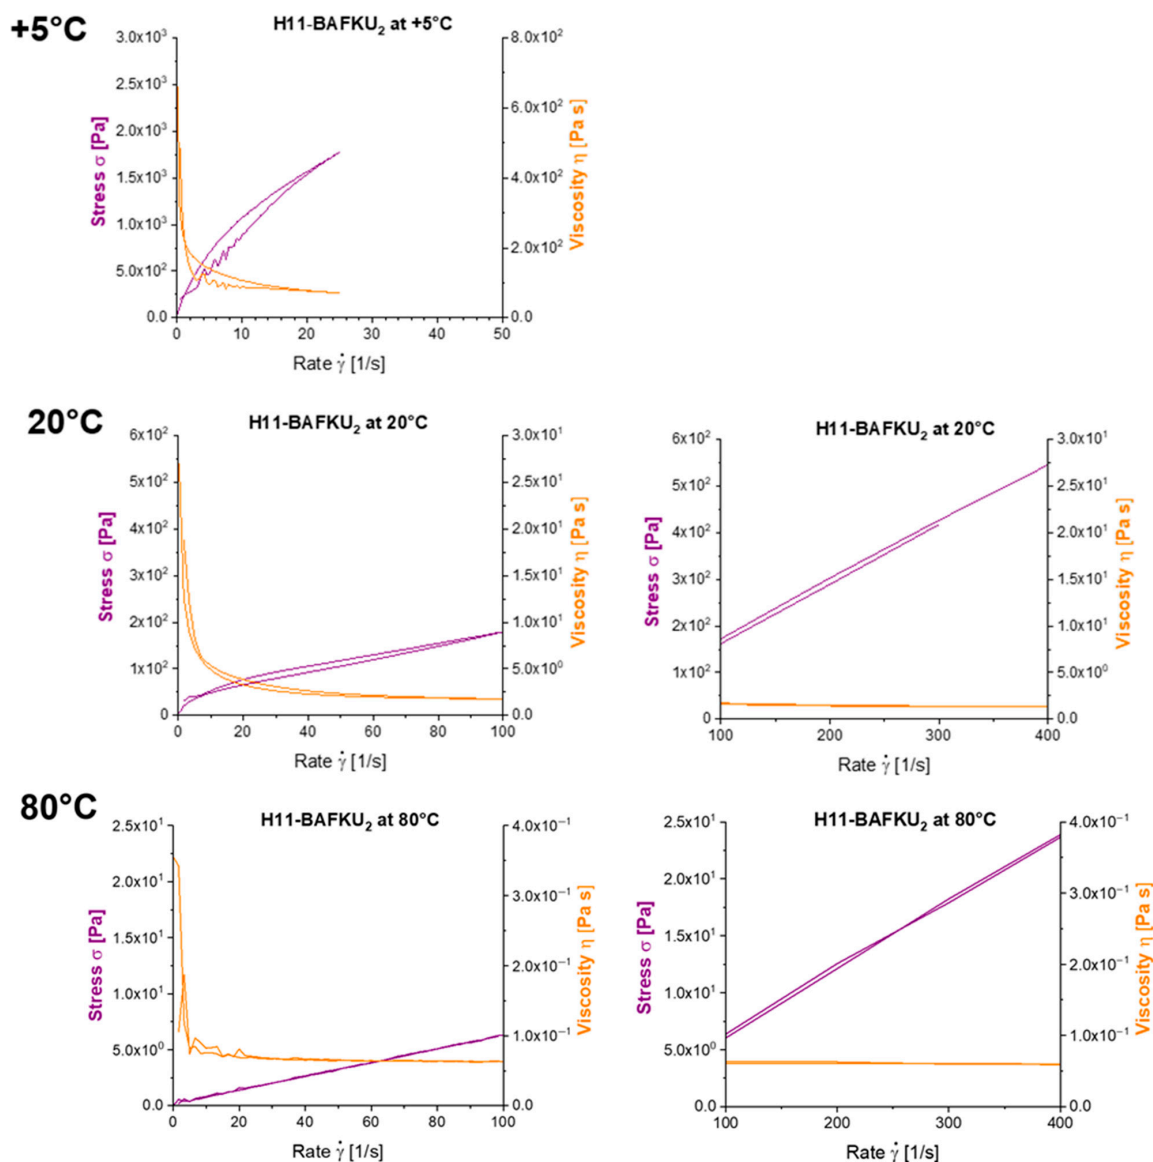 +5°C
H11-BAFKU₂ at +5°C
3.0x10³
2.5x10³
2.0x10³
1.5x10³
1.0x10³
5.0x10²
0.0
Stress σ [Pa]
8.0x10²
6.0x10²
4.0x10²
2.0x10²
0.0
Viscosity η [Pa s]
0 10 20 30 40 50
Rate γ̇ [1/s]
20°C
H11-BAFKU₂ at 20°C
6x10²
5x10²
4x10²
3x10²
2x10²
1x10²
0
Stress σ [Pa]
3.0x10¹
2.5x10¹
2.0x10¹
1.5x10¹
1.0x10¹
5.0x10⁰
0.0
Viscosity η [Pa s]
0 20 40 60 80 100
Rate γ̇ [1/s]
H11-BAFKU₂ at 20°C
6x10²
5x10²
4x10²
3x10²
2x10²
1x10²
0
Stress σ [Pa]
3.0x10¹
2.5x10¹
2.0x10¹
1.5x10¹
1.0x10¹
5.0x10⁰
0.0
Viscosity η [Pa s]
100 200 300 400
Rate γ̇ [1/s]
80°C
H11-BAFKU₂ at 80°C
2.5x10¹
2.0x10¹
1.5x10¹
1.0x10¹
5.0x10⁰
0.0
Stress σ [Pa]
4.0x10⁻¹
3.0x10⁻¹
2.0x10⁻¹
1.0x10⁻¹
0.0
Viscosity η [Pa s]
0 20 40 60 80 100
Rate γ̇ [1/s]
H11-BAFKU₂ at 80°C
2.5x10¹
2.0x10¹
1.5x10¹
1.0x10¹
5.0x10⁰
0.0
Stress σ [Pa]
4.0x10⁻¹
3.0x10⁻¹
2.0x10⁻¹
1.0x10⁻¹
0.0
Viscosity η [Pa s]
100 200 300 400
Rate γ̇ [1/s]